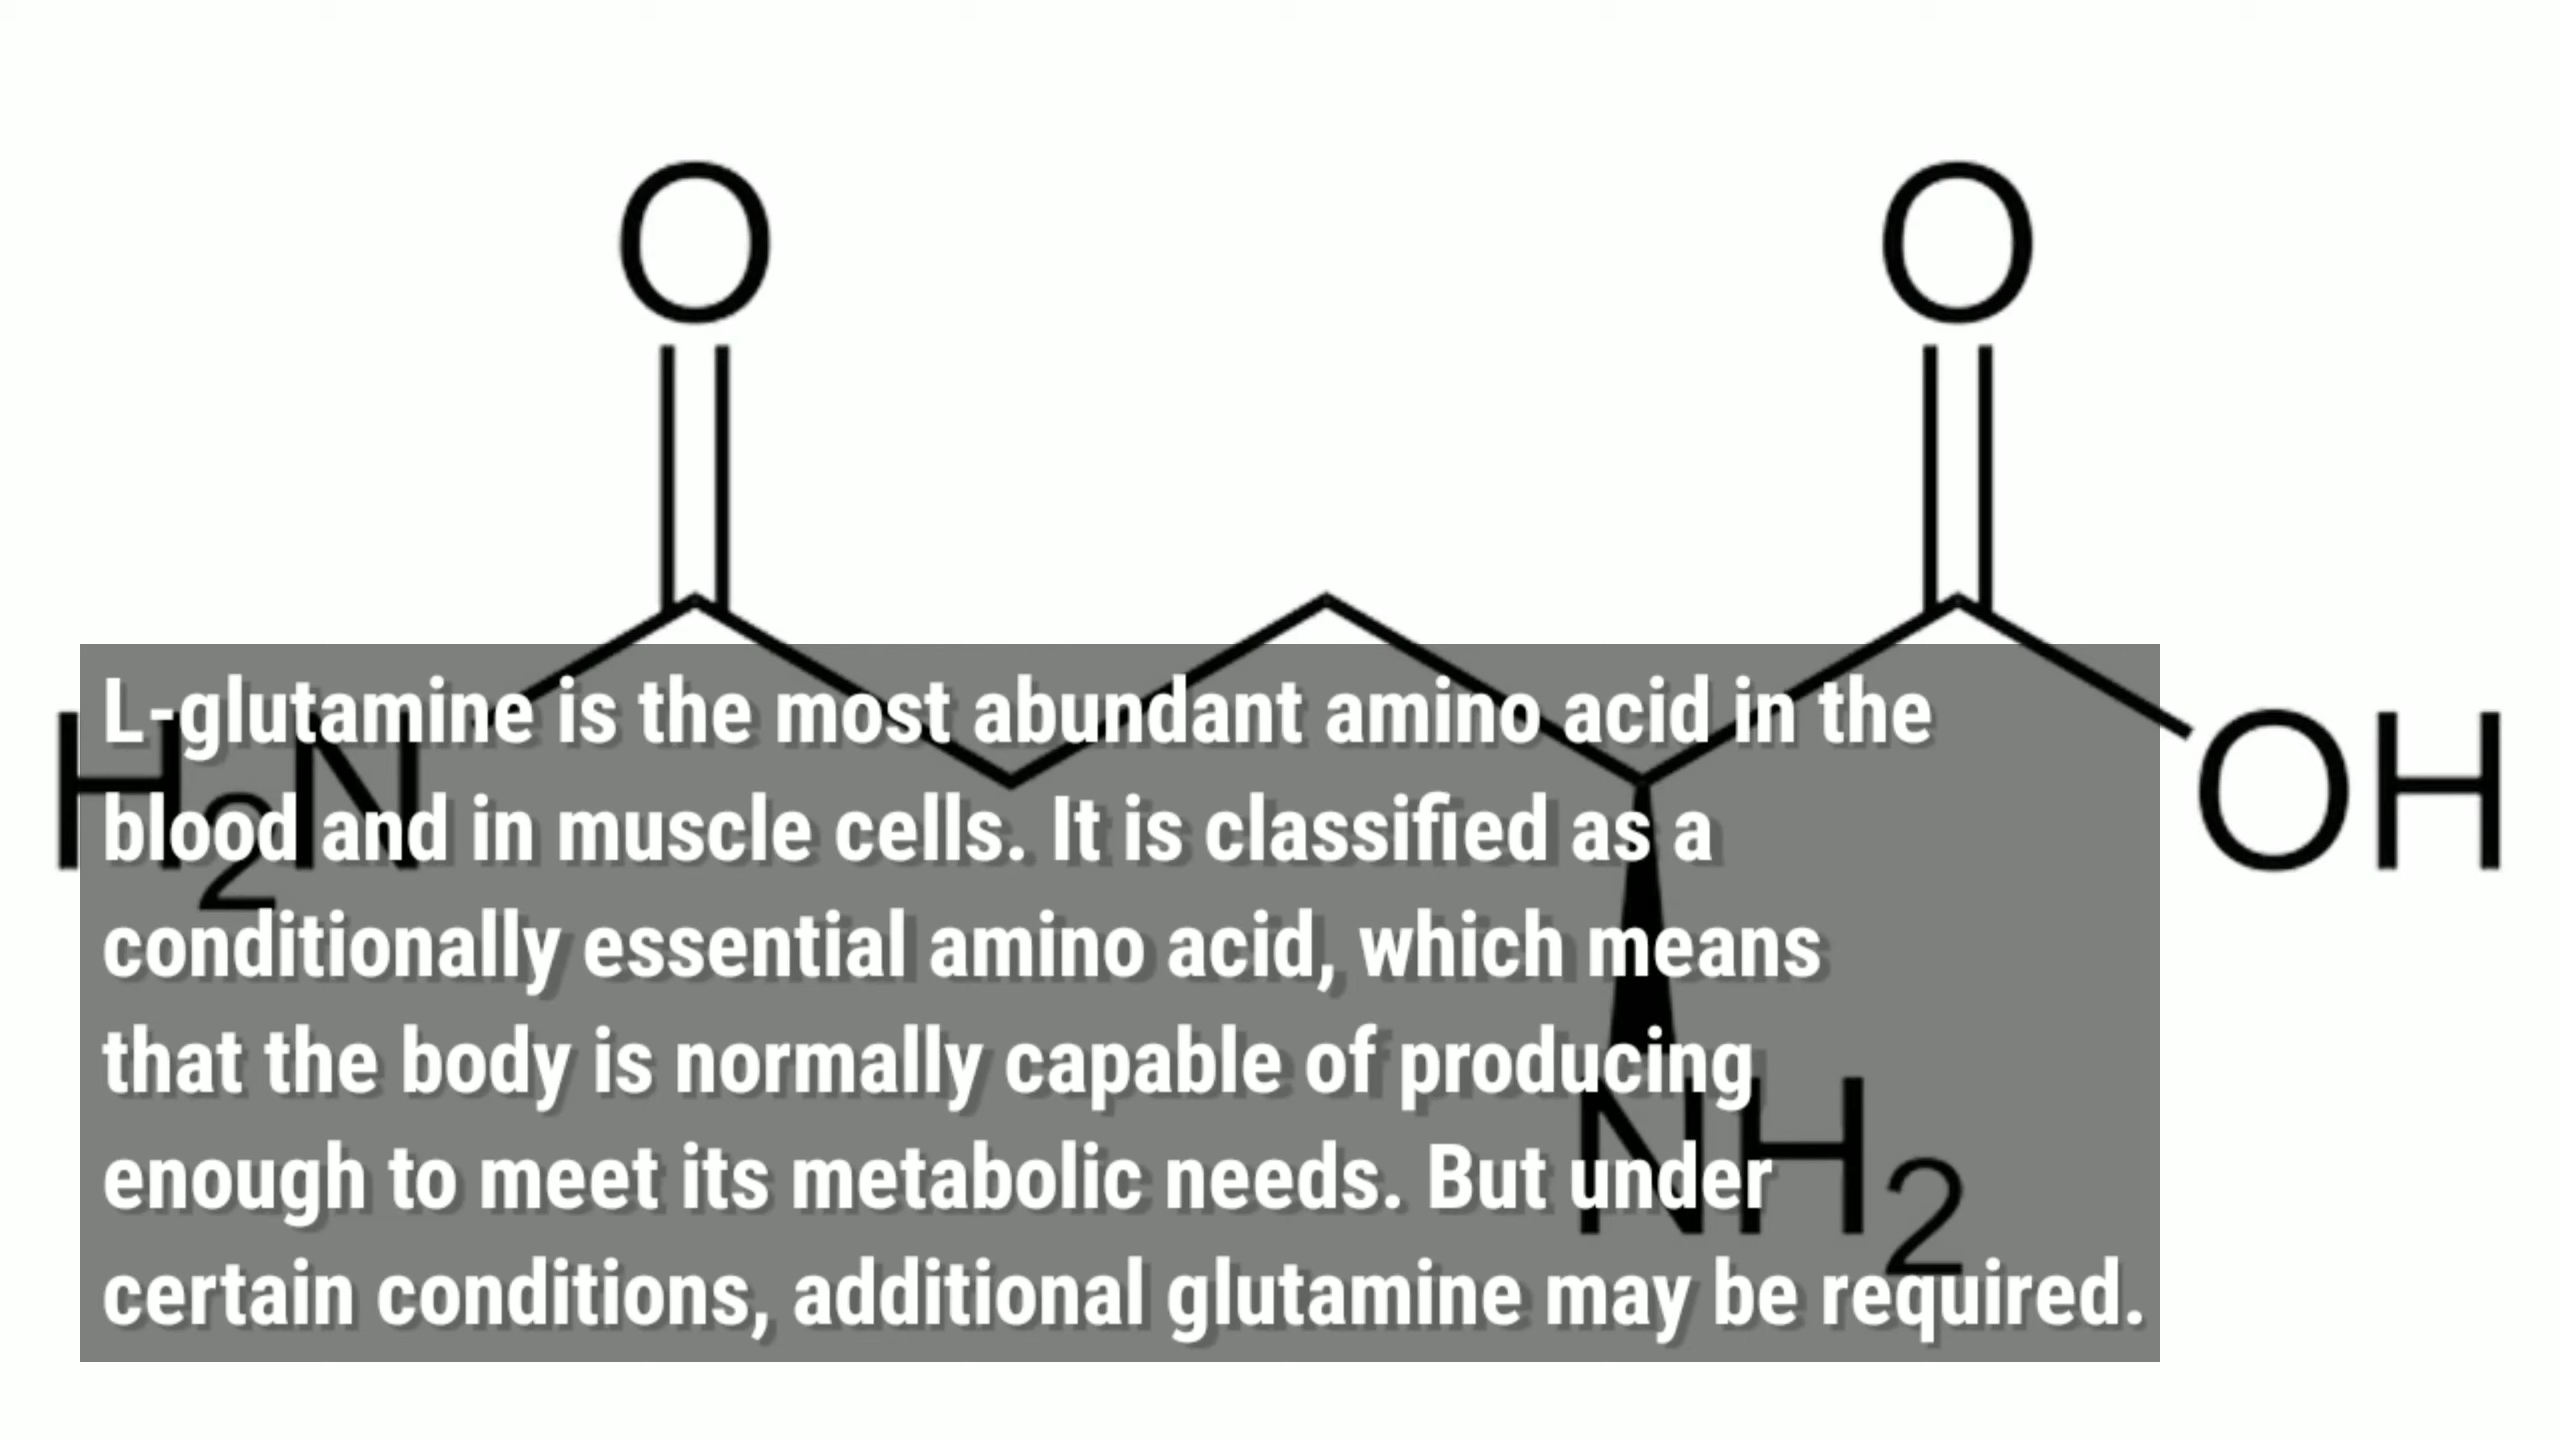 O
O
H2N
OH
NH2
L-glutamine is the most abundant amino acid in the
blood and in muscle cells. It is classified as a
conditionally essential amino acid, which means
that the body is normally capable of producing
enough to meet its metabolic needs. But under
certain conditions, additional glutamine may be required.